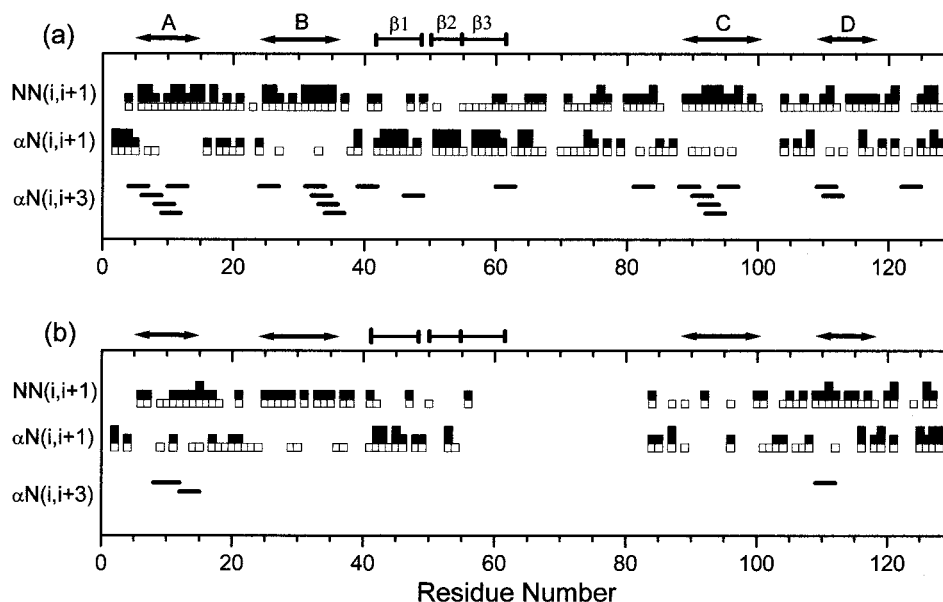 (a) A B β1 β2 β3 C D
NN(i,i+1)
αN(i,i+1)
αN(i,i+3)
0 20 40 60 80 100 120
(b)
NN(i,i+1)
αN(i,i+1)
αN(i,i+3)
0 20 40 60 80 100 120
Residue Number